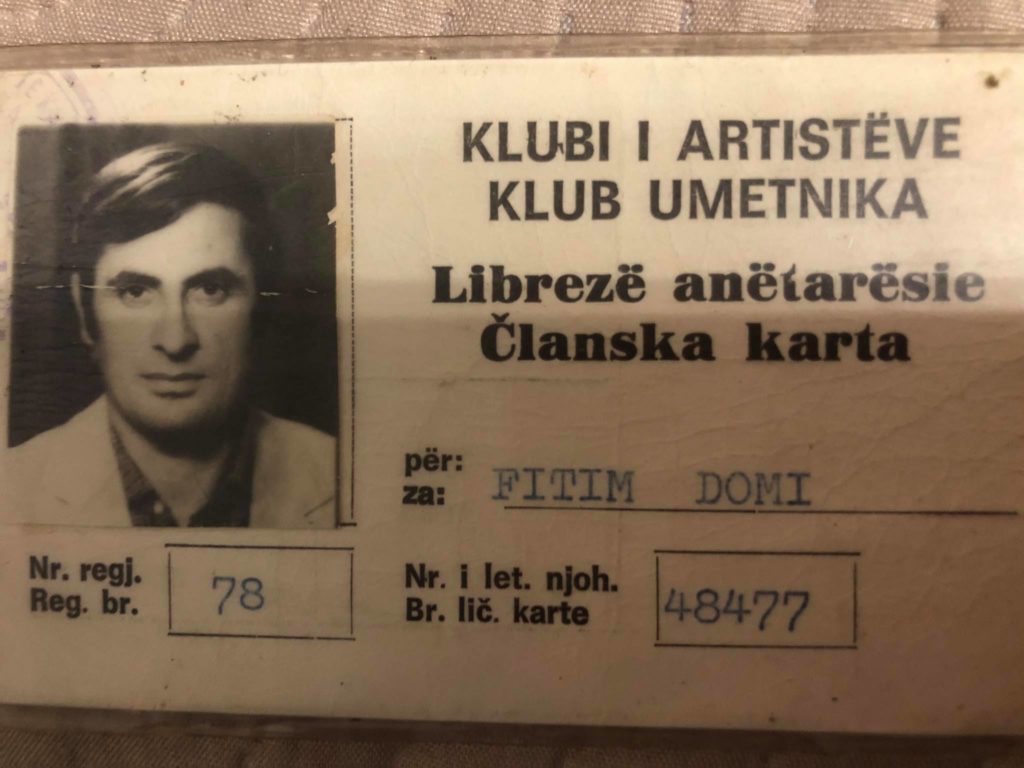 KLUBI I ARTISTËVE
KLUB UMETNIKA
Librezë anëtarësie
Članska karta
për:
za: FITIM DOMI
Nr. regj.
Reg. br. 78
Nr. i let. njoh.
Br. lič. karte 48477